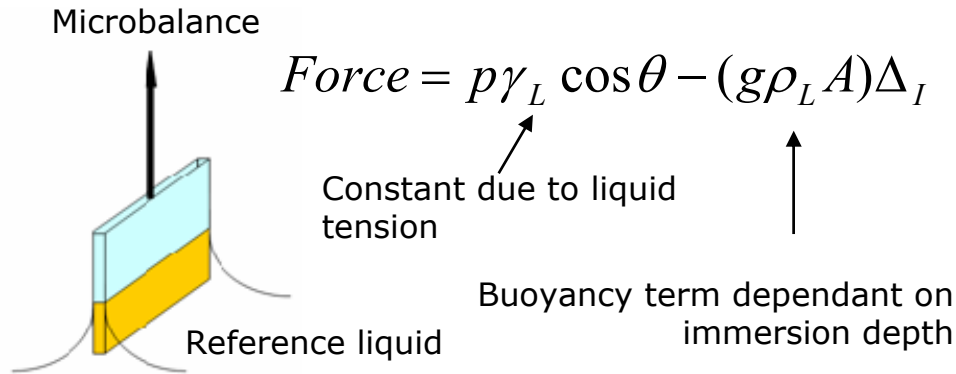 Microbalance
Force = pγ_L cosθ − (gρ_L A)Δ_I
Constant due to liquid
tension
Buoyancy term dependant on
immersion depth
Reference liquid